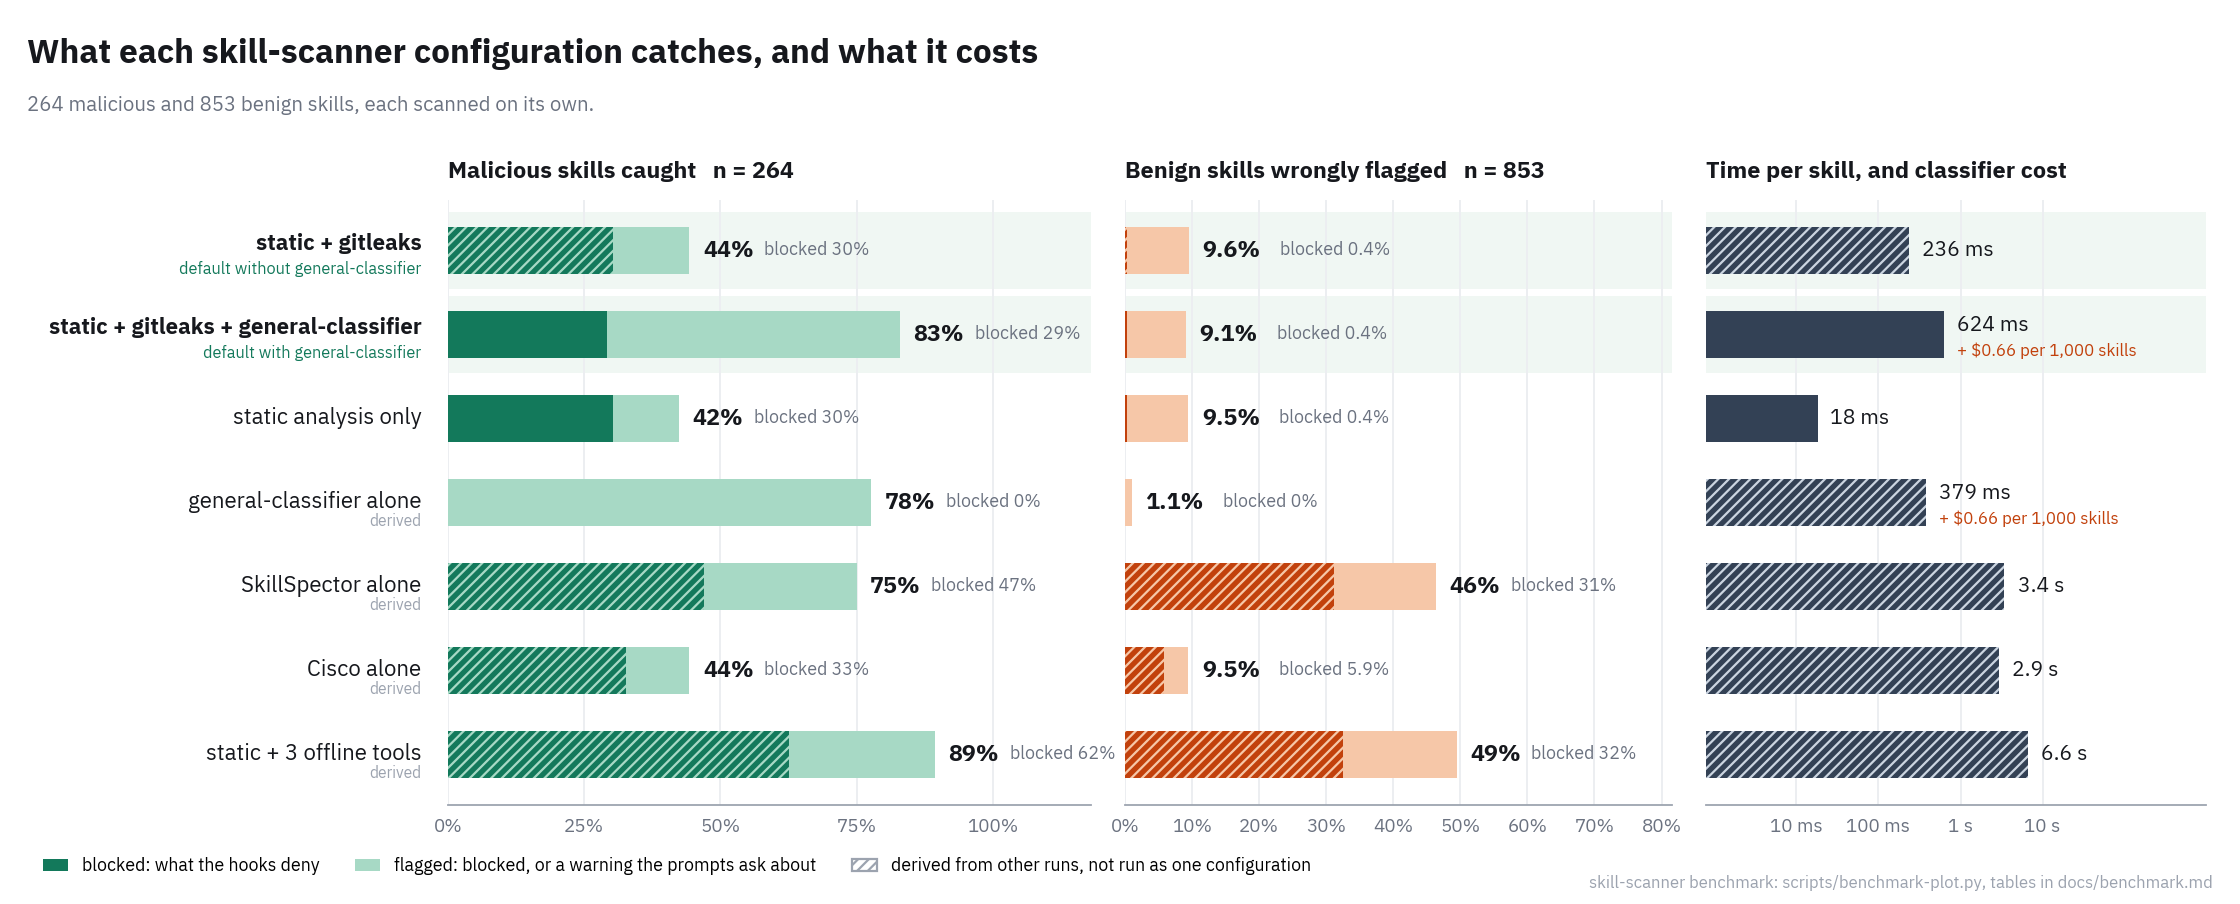 What each skill-scanner configuration catches, and what it costs
264 malicious and 853 benign skills, each scanned on its own.
Malicious skills caught n = 264
Benign skills wrongly flagged n = 853
Time per skill, and classifier cost
static + gitleaks
default without general-classifier
44% blocked 30%
9.6% blocked 0.4%
236 ms
static + gitleaks + general-classifier
default with general-classifier
83% blocked 29%
9.1% blocked 0.4%
624 ms
+ $0.66 per 1,000 skills
static analysis only
42% blocked 30%
9.5% blocked 0.4%
18 ms
general-classifier alone
derived
78% blocked 0%
1.1% blocked 0%
379 ms
+ $0.66 per 1,000 skills
SkillSpector alone
derived
75% blocked 47%
46% blocked 31%
3.4 s
Cisco alone
derived
44% blocked 33%
9.5% blocked 5.9%
2.9 s
static + 3 offline tools
derived
89% blocked 62%
49% blocked 32%
6.6 s
0% 25% 50% 75% 100%
0% 10% 20% 30% 40% 50% 60% 70% 80%
10 ms 100 ms 1 s 10 s
blocked: what the hooks deny
flagged: blocked, or a warning the prompts ask about
derived from other runs, not run as one configuration
skill-scanner benchmark: scripts/benchmark-plot.py, tables in docs/benchmark.md